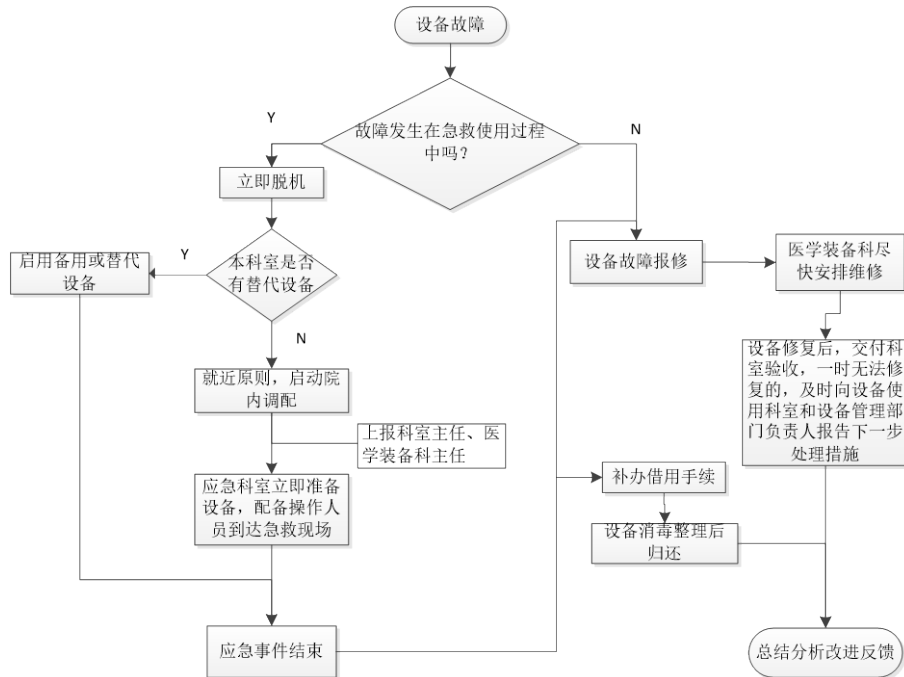 设备故障
Y
故障发生在急救使用过程
中吗？
N
立即脱机
Y
启用备用或替代
设备
本科室是否
有替代设备
设备故障报修
医学装备科尽
快安排维修
N
就近原则，启动院
内调配
设备修复后，交付科
室验收，一时无法修
复的，及时向设备使
用科室和设备管理部
门负责人报告下一步
处理措施
上报科室主任、医
学装备科主任
应急科室立即准备
设备，配备操作人
员到达急救现场
补办借用手续
设备消毒整理后
归还
应急事件结束
总结分析改进反馈